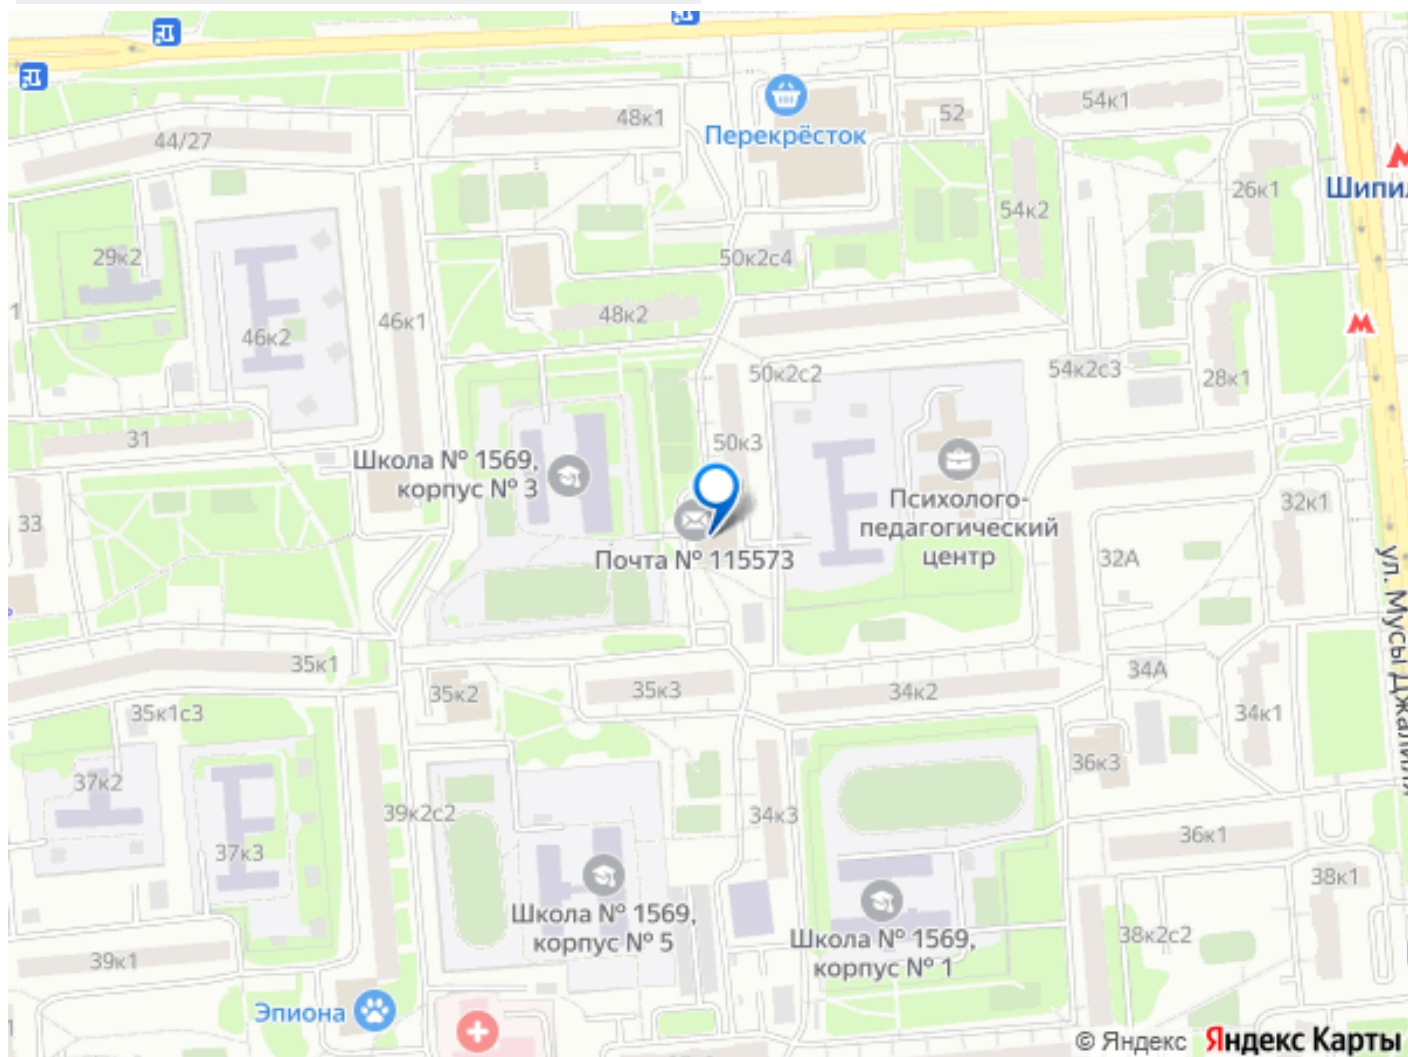 48к1
52
54к1
44/27
Перекрёсток
26к1
Шипил
54к2
29к2
50к2с4
1
48к2
46к1
46к2
50к2с2
54к2с3
28к1
31
50к3
Школа № 1569,
корпус № 3
Психолого-
педагогический
центр
32к1
33
Почта № 115573
32А
ул. Мусы Джалиля
35к1
34А
35к2
35к3
34к2
35к1с3
34к1
36к3
37к2
39к2с2
34к3
36к1
37к3
38к1
Школа № 1569,
корпус № 5
Школа № 1569,
корпус № 1
38к2с2
39к1
Эпиона
1
© Яндекс Яндекс Карты